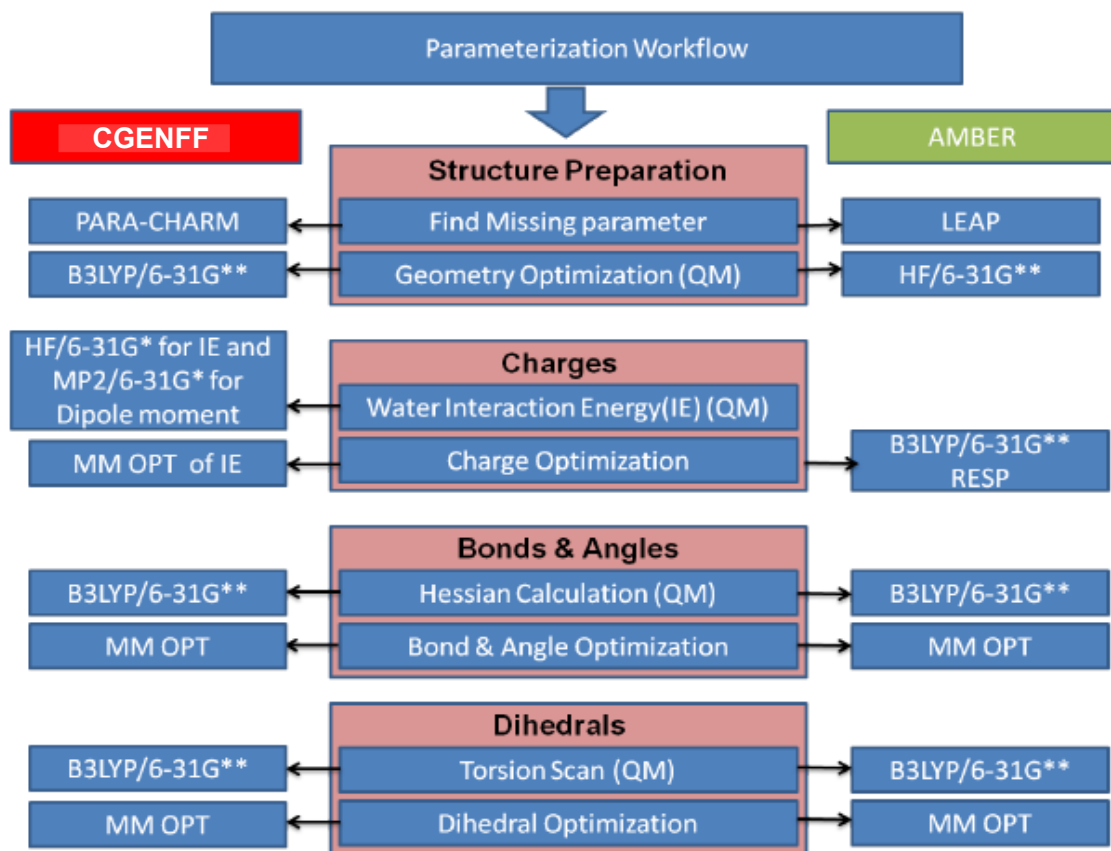 Parameterization Workflow
CGENFF
AMBER
Structure Preparation
PARA-CHARM
Find Missing parameter
LEAP
B3LYP/6-31G**
Geometry Optimization (QM)
HF/6-31G**
HF/6-31G* for IE and
MP2/6-31G* for
Dipole moment
Charges
Water Interaction Energy(IE) (QM)
MM OPT of IE
Charge Optimization
B3LYP/6-31G**
RESP
Bonds & Angles
B3LYP/6-31G**
Hessian Calculation (QM)
B3LYP/6-31G**
MM OPT
Bond & Angle Optimization
MM OPT
Dihedrals
B3LYP/6-31G**
Torsion Scan (QM)
B3LYP/6-31G**
MM OPT
Dihedral Optimization
MM OPT